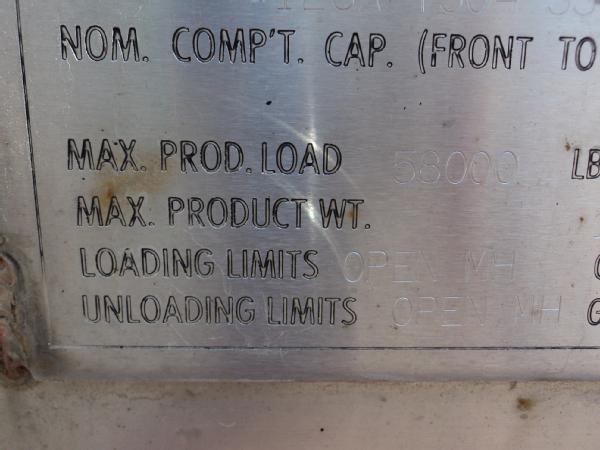 NOM. COMP'T. CAP. (FRONT TO
MAX. PROD. LOAD 58000 LB
MAX. PRODUCT WT.
LOADING LIMITS OPEN MH
UNLOADING LIMITS OPEN MH G